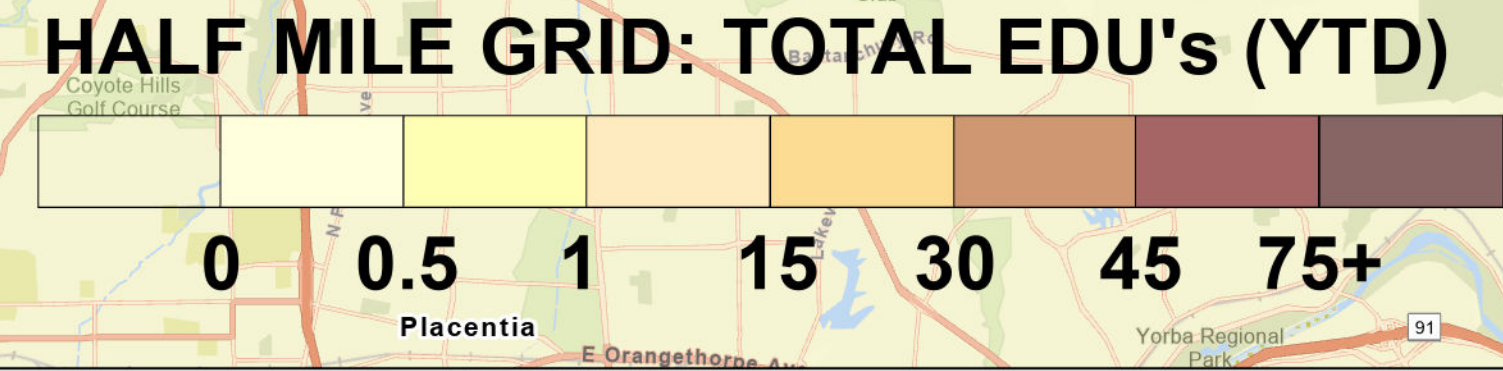 HALF MILE GRID: TOTAL EDU's (YTD)
Coyote Hills
Golf Course
0 0.5 1 15 30 45 75+
Placentia
E Orangethorpe Ave
Yorba Regional
Park
91